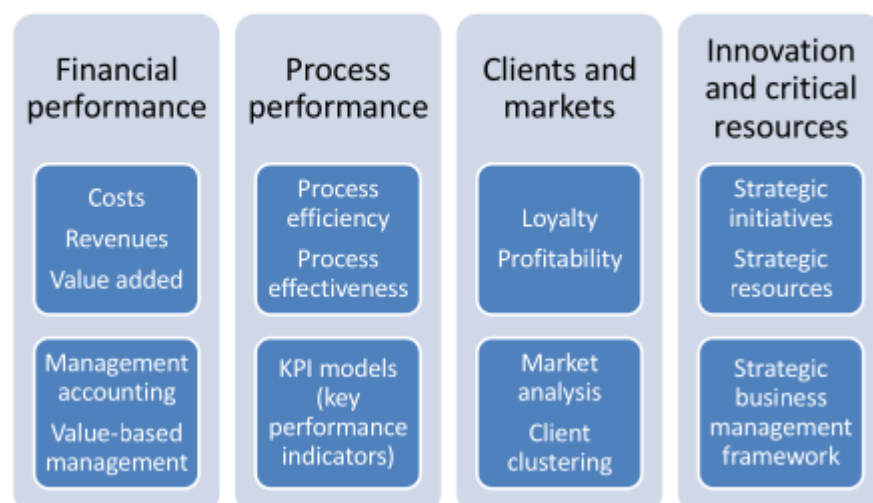 Financial
performance
Costs
Revenues
Value added
Management
accounting
Value-based
management
Process
performance
Process
efficiency
Process
effectiveness
KPI models
(key
performance
indicators)
Clients and
markets
Loyalty
Profitability
Market
analysis
Client
clustering
Innovation
and critical
resources
Strategic
initiatives
Strategic
resources
Strategic
business
management
framework